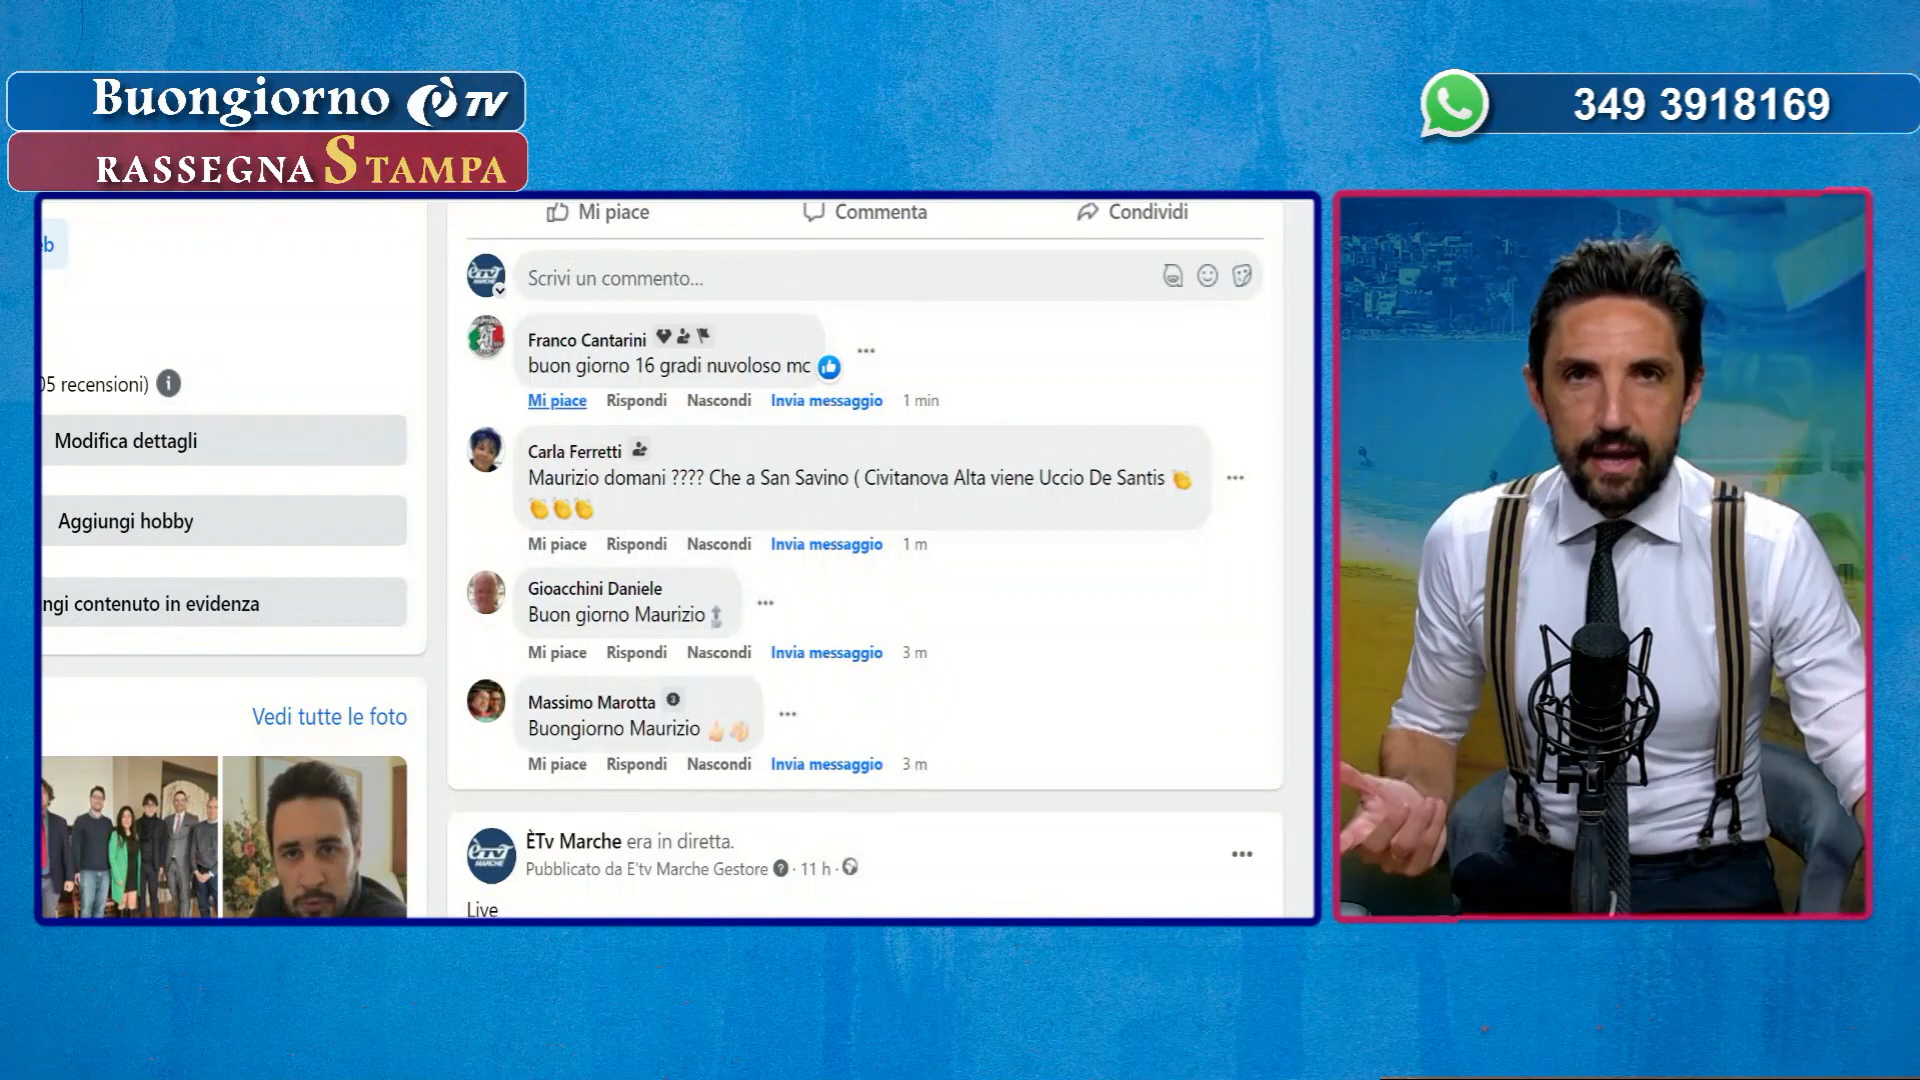 Buongiorno è TV
RASSEGNA STAMPA
349 3918169
eb
05 recensioni)
Modifica dettagli
Aggiungi hobby
ngi contenuto in evidenza
Vedi tutte le foto
Mi piace Commenta Condividi
Scrivi un commento...
Franco Cantarini
buon giorno 16 gradi nuvoloso mc
Mi piace Rispondi Nascondi Invia messaggio 1 min
Carla Ferretti
Maurizio domani ???? Che a San Savino ( Civitanova Alta viene Uccio De Santis 👏
👏👏👏
Mi piace Rispondi Nascondi Invia messaggio 1 m
Gioacchini Daniele
Buon giorno Maurizio
Mi piace Rispondi Nascondi Invia messaggio 3 m
Massimo Marotta
Buongiorno Maurizio
Mi piace Rispondi Nascondi Invia messaggio 3 m
ètv MARCHE
ÈTv Marche era in diretta.
Pubblicato da E'tv Marche Gestore · 11 h ·
Live